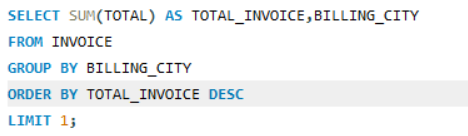 SELECT SUM(TOTAL) AS TOTAL_INVOICE,BILLING_CITY
FROM INVOICE
GROUP BY BILLING_CITY
ORDER BY TOTAL_INVOICE DESC
LIMIT 1;